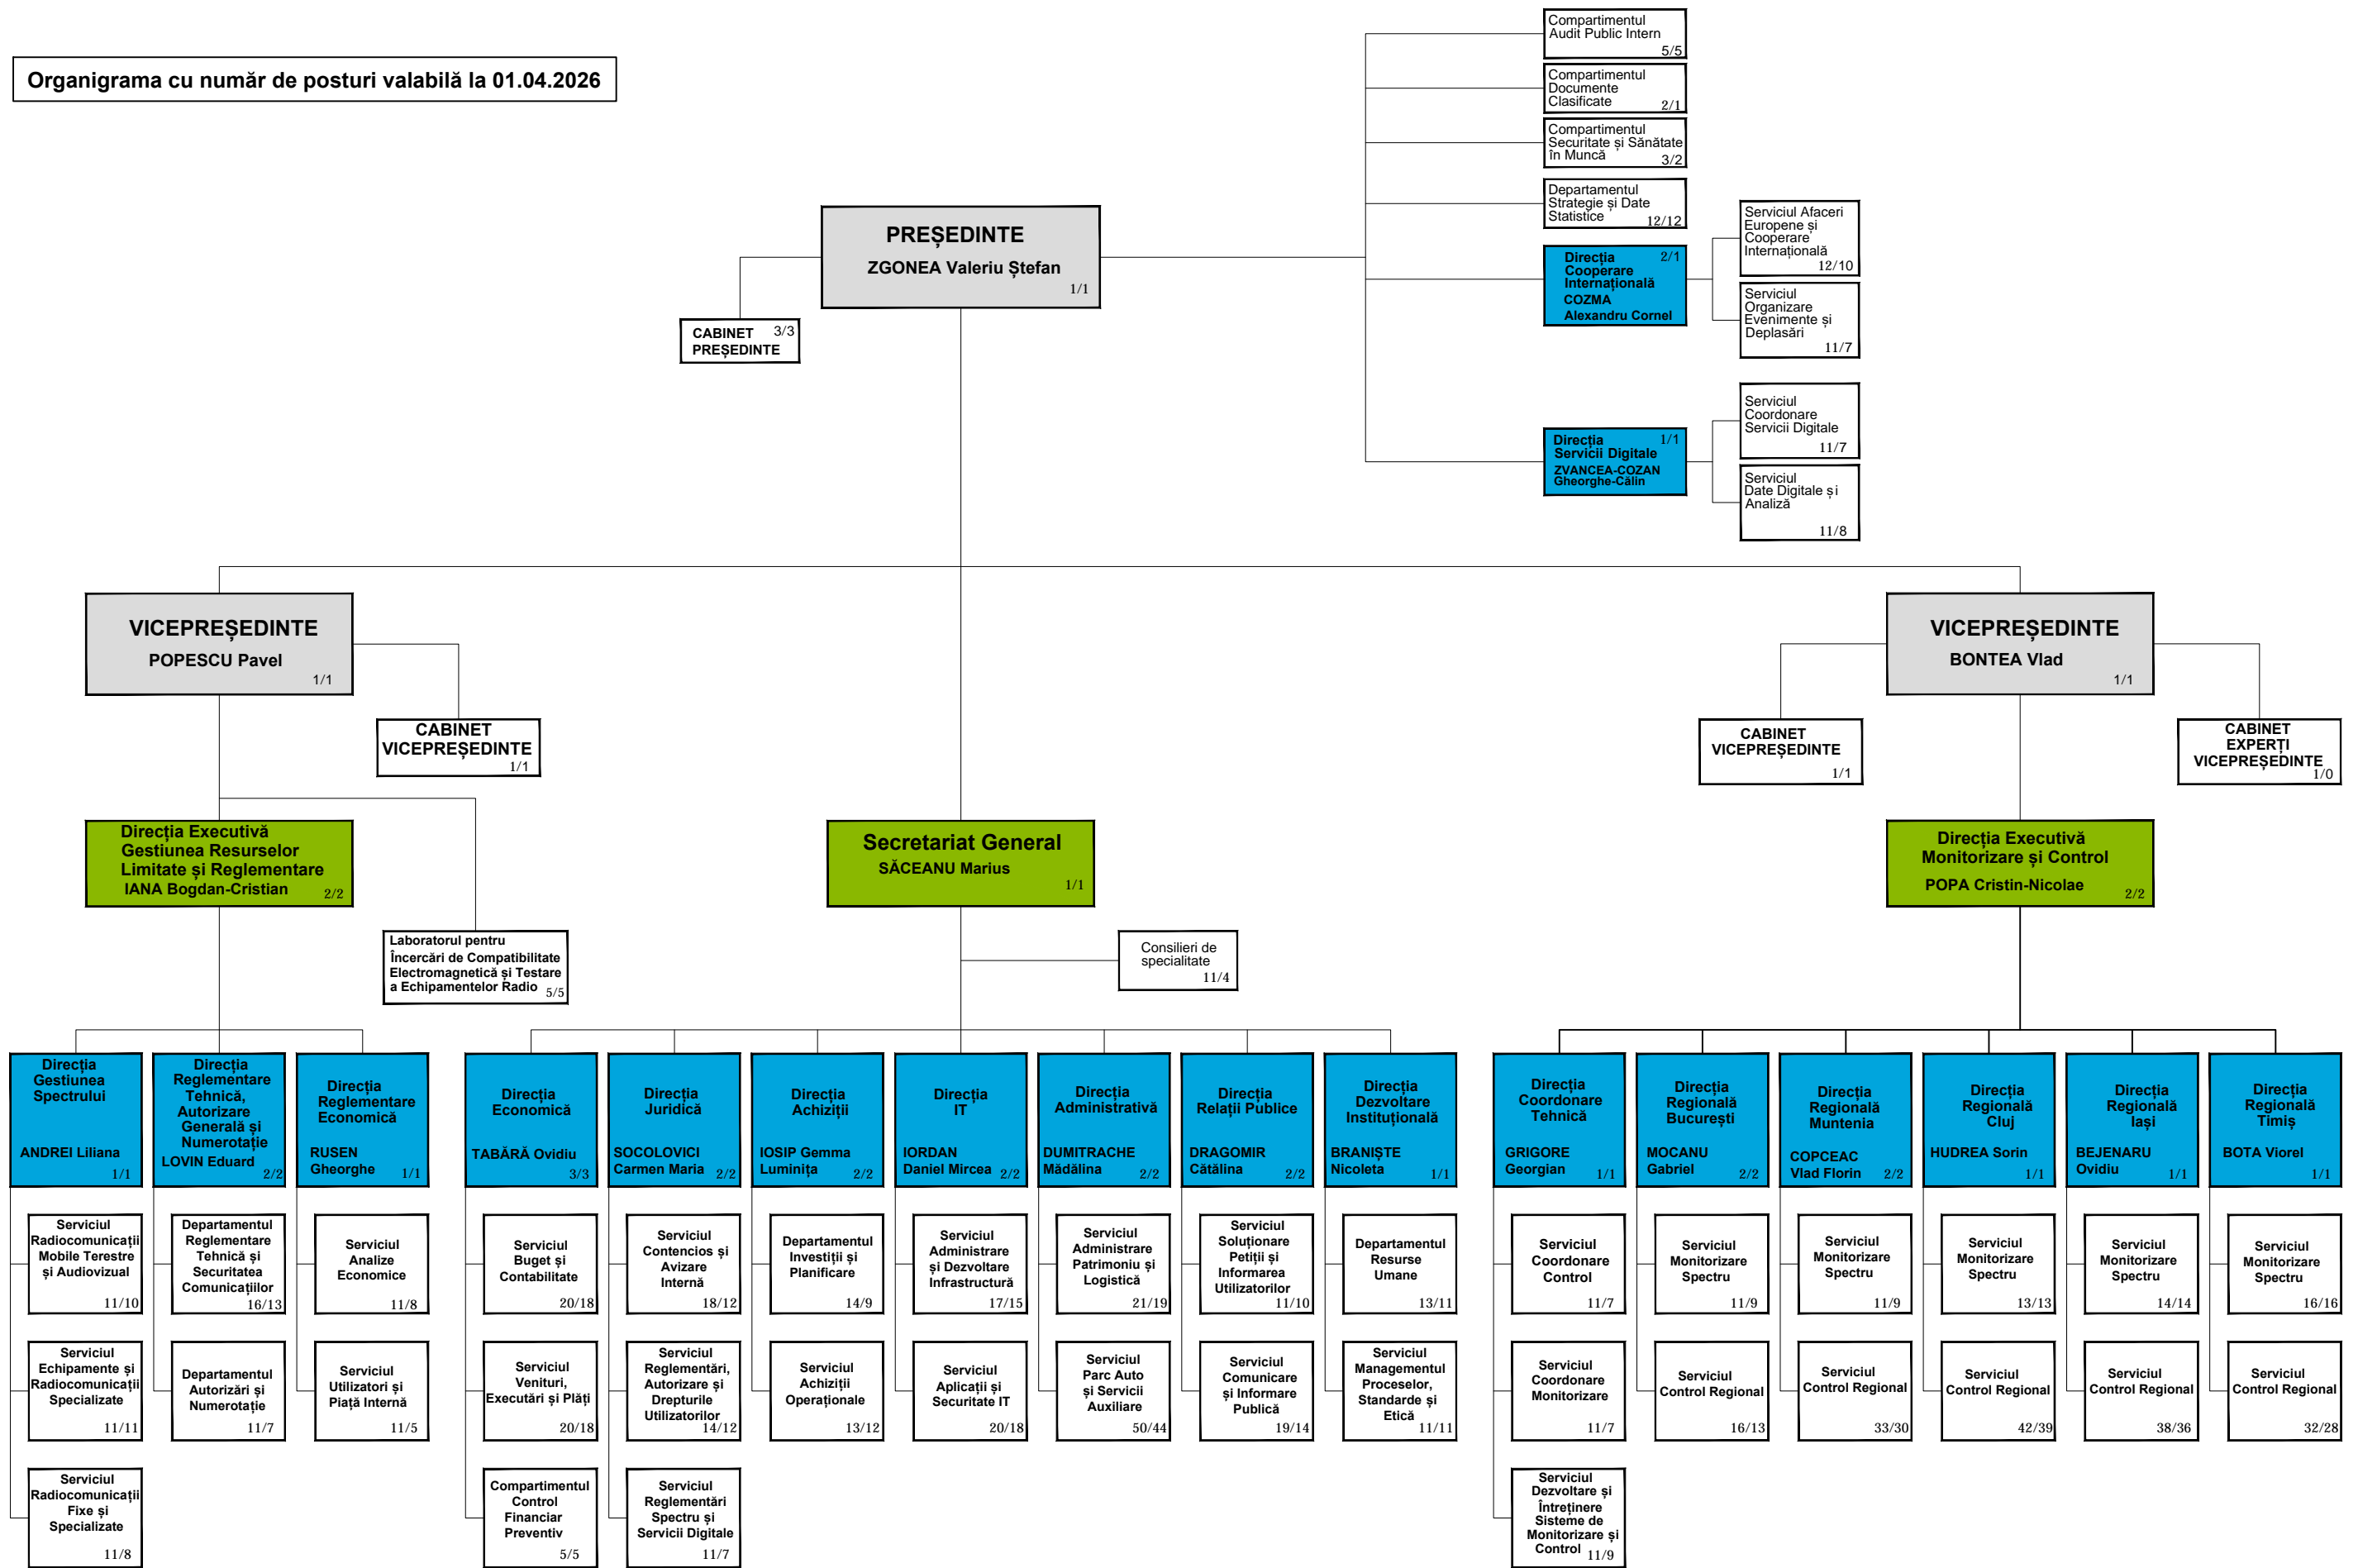 Organigrama cu număr de posturi valabilă la 01.04.2026
Compartimentul
Audit Public Intern
5/5
Compartimentul
Documente
Clasificate
2/1
Compartimentul
Securitate și Sănătate
în Muncă
3/2
Departamentul
Strategie și Date
Statistice
12/12
PREȘEDINTE
ZGONEA Valeriu Ștefan
1/1
CABINET 3/3
PREȘEDINTE
Direcția 2/1
Cooperare
Internațională
COZMA
Alexandru Cornel
Serviciul Afaceri
Europene și
Cooperare
Internațională
12/10
Serviciul
Organizare
Evenimente și
Deplasări
11/7
Direcția 1/1
Servicii Digitale
ZVANCEA-COZAN
Gheorghe-Călin
Serviciul
Coordonare
Servicii Digitale
11/7
Serviciul
Date Digitale și
Analiză
11/8
VICEPREȘEDINTE
POPESCU Pavel
1/1
CABINET
VICEPREȘEDINTE
1/1
VICEPREȘEDINTE
BONTEA Vlad
1/1
CABINET
VICEPREȘEDINTE
1/1
CABINET
EXPERȚI
VICEPREȘEDINTE
1/0
Direcția Executivă
Gestiunea Resurselor
Limitate și Reglementare
IANA Bogdan-Cristian
2/2
Secretariat General
SĂCEANU Marius
1/1
Direcția Executivă
Monitorizare și Control
POPA Cristin-Nicolae
2/2
Laboratorul pentru
Încercări de Compatibilitate
Electromagnetică și Testare
a Echipamentelor Radio 5/5
Consilieri de
specialitate
11/4
Direcția
Gestiunea
Spectrului
ANDREI Liliana
1/1
Direcția
Reglementare
Tehnică,
Autorizare
Generală și
Numerotație
LOVIN Eduard
2/2
Direcția
Reglementare
Economică
RUSEN
Gheorghe 1/1
Direcția
Economică
TABĂRĂ Ovidiu
3/3
Direcția
Juridică
SOCOLOVICI
Carmen Maria 2/2
Direcția
Achiziții
IOSIP Gemma
Luminița 2/2
Direcția
IT
IORDAN
Daniel Mircea 2/2
Direcția
Administrativă
DUMITRACHE
Mădălina 2/2
Direcția
Relații Publice
DRAGOMIR
Cătălina 2/2
Direcția
Dezvoltare
Instituțională
BRANIȘTE
Nicoleta 1/1
Direcția
Coordonare
Tehnică
GRIGORE
Georgian 1/1
Direcția
Regională
București
MOCANU
Gabriel 2/2
Direcția
Regională
Muntenia
COPCEAC
Vlad Florin 2/2
Direcția
Regională
Cluj
HUDREA Sorin
1/1
Direcția
Regională
Iași
BEJENARU
Ovidiu 1/1
Direcția
Regională
Timiș
BOTA Viorel
1/1
Serviciul
Radiocomunicații
Mobile Terestre
și Audiovizual
11/10
Departamentul
Reglementare
Tehnică și
Securitatea
Comunicațiilor
16/13
Serviciul
Analize
Economice
11/8
Serviciul
Buget și
Contabilitate
20/18
Serviciul
Contencios și
Avizare
Internă
18/12
Departamentul
Investiții și
Planificare
14/9
Serviciul
Administrare
și Dezvoltare
Infrastructură
17/15
Serviciul
Administrare
Patrimoniu și
Logistică
21/19
Serviciul
Soluționare
Petiții și
Informarea
Utilizatorilor
11/10
Departamentul
Resurse
Umane
13/11
Serviciul
Coordonare
Control
11/7
Serviciul
Monitorizare
Spectru
11/9
Serviciul
Monitorizare
Spectru
11/9
Serviciul
Monitorizare
Spectru
13/13
Serviciul
Monitorizare
Spectru
14/14
Serviciul
Monitorizare
Spectru
16/16
Serviciul
Echipamente și
Radiocomunicații
Specializate
11/11
Departamentul
Autorizări și
Numerotație
11/7
Serviciul
Utilizatori și
Piață Internă
11/5
Serviciul
Venituri,
Executări și Plăți
20/18
Serviciul
Reglementări,
Autorizare și
Drepturile
Utilizatorilor
14/12
Serviciul
Achiziții
Operaționale
13/12
Serviciul
Aplicații și
Securitate IT
20/18
Serviciul
Parc Auto
și Servicii
Auxiliare
50/44
Serviciul
Comunicare
și Informare
Publică
19/14
Serviciul
Managementul
Proceselor,
Standarde și
Etică
11/11
Serviciul
Coordonare
Monitorizare
11/7
Serviciul
Control Regional
16/13
Serviciul
Control Regional
33/30
Serviciul
Control Regional
42/39
Serviciul
Control Regional
38/36
Serviciul
Control Regional
32/28
Serviciul
Radiocomunicații
Fixe și
Specializate
11/8
Compartimentul
Control
Financiar
Preventiv
5/5
Serviciul
Reglementări
Spectru și
Servicii Digitale
11/7
Serviciul
Dezvoltare și
Întreținere
Sisteme de
Monitorizare și
Control 11/9